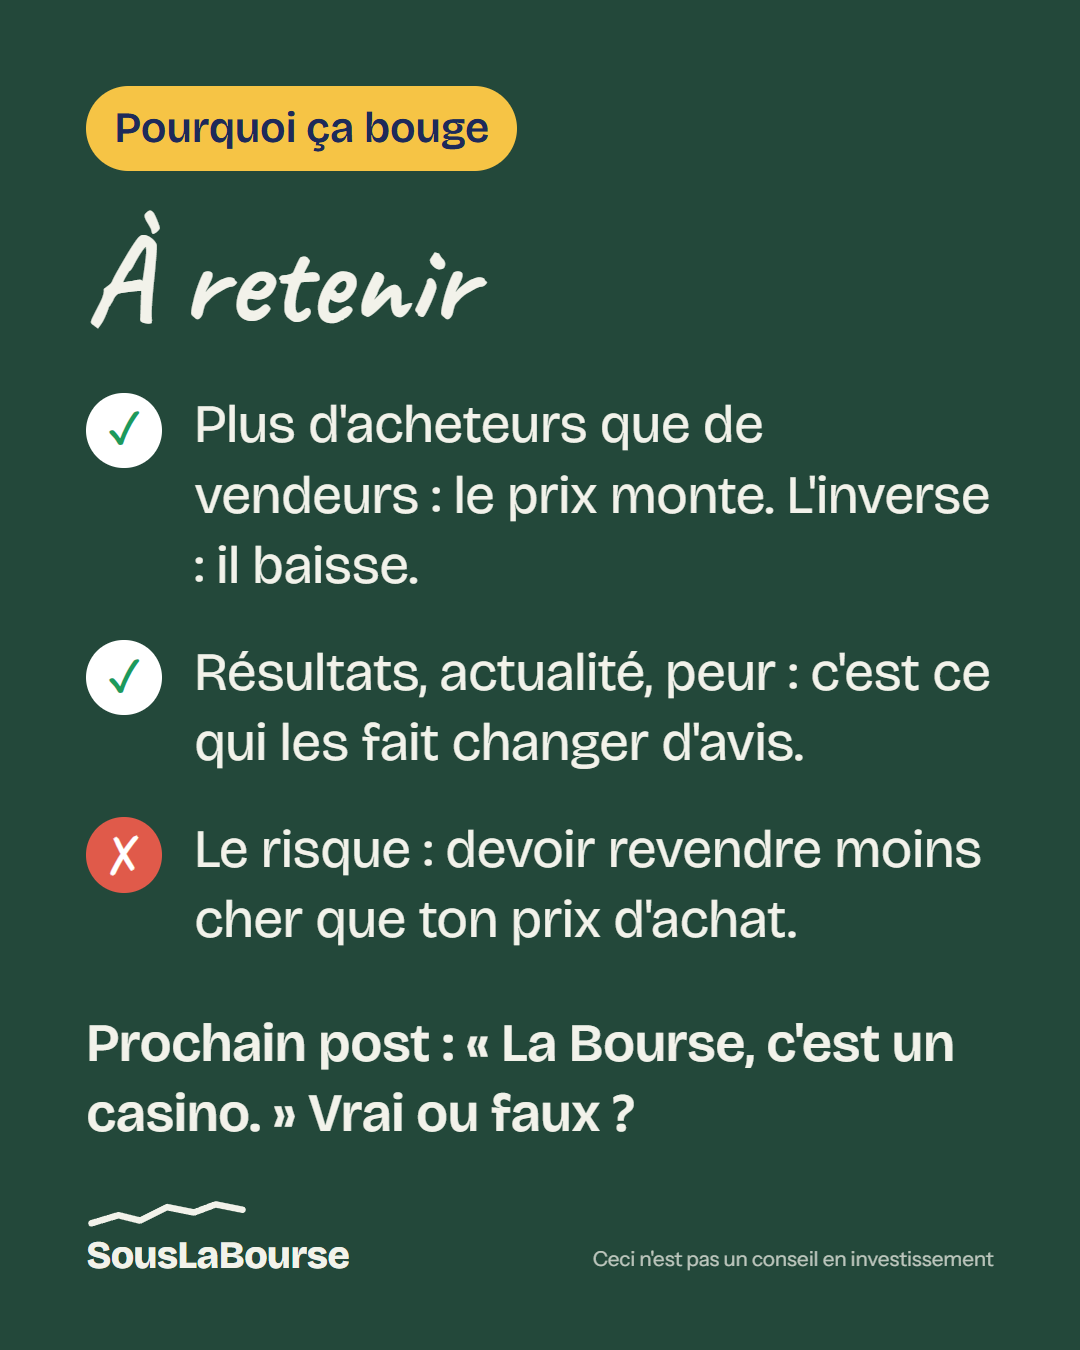 Pourquoi ça bouge
À retenir
✓ Plus d'acheteurs que de
vendeurs : le prix monte. L'inverse
: il baisse.
✓ Résultats, actualité, peur : c'est ce
qui les fait changer d'avis.
✗ Le risque : devoir revendre moins
cher que ton prix d'achat.
Prochain post : « La Bourse, c'est un
casino. » Vrai ou faux ?
SousLaBourse
Ceci n'est pas un conseil en investissement